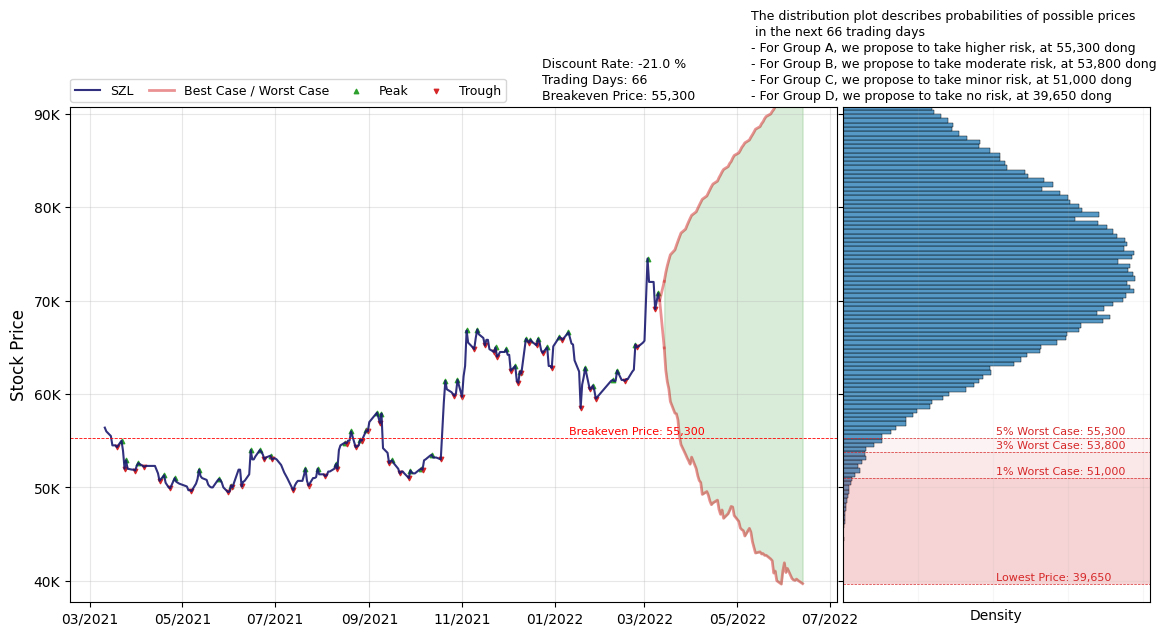 The distribution plot describes probabilities of possible prices
in the next 66 trading days
- For Group A, we propose to take higher risk, at 55,300 dong
- For Group B, we propose to take moderate risk, at 53,800 dong
- For Group C, we propose to take minor risk, at 51,000 dong
- For Group D, we propose to take no risk, at 39,650 dong
Discount Rate: -21.0 %
Trading Days: 66
Breakeven Price: 55,300
SZL Best Case / Worst Case Peak Trough
Stock Price
90K
80K
70K
60K
50K
40K
Breakeven Price: 55,300
5% Worst Case: 55,300
3% Worst Case: 53,800
1% Worst Case: 51,000
Lowest Price: 39,650
03/2021 05/2021 07/2021 09/2021 11/2021 01/2022 03/2022 05/2022 07/2022
Density